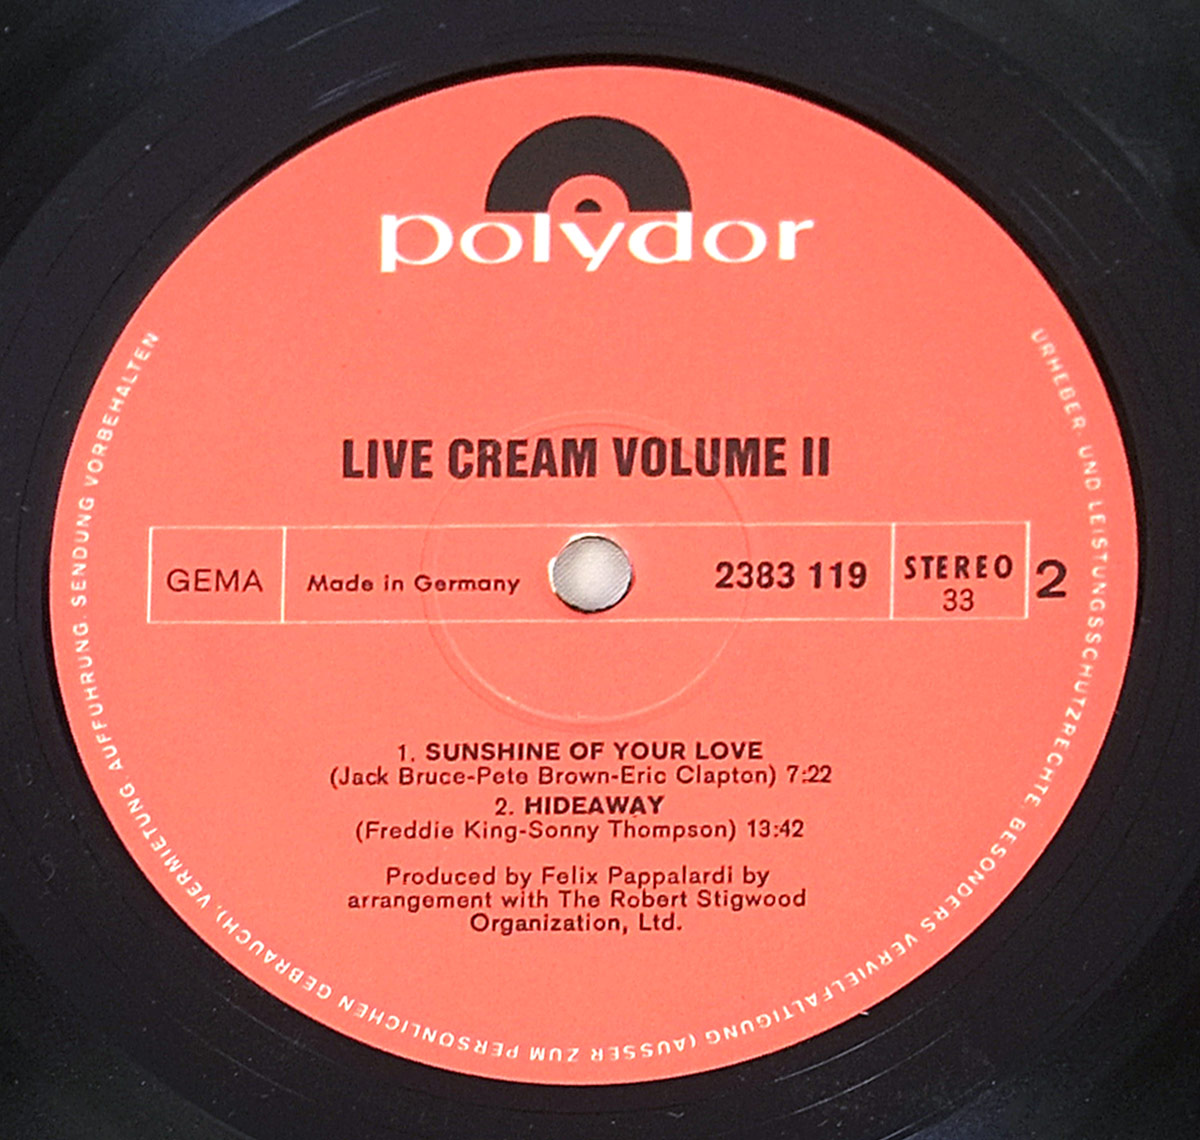 polydor
LIVE CREAM VOLUME II
GEMA
Made in Germany
2383 119
STEREO
33
2
1. SUNSHINE OF YOUR LOVE
(Jack Bruce-Pete Brown-Eric Clapton) 7:22
2. HIDEAWAY
(Freddie King-Sonny Thompson) 13:42
Produced by Felix Pappalardi by
arrangement with The Robert Stigwood
Organization, Ltd.
URHEBER- UND LEISTUNGSSCHUTZRECHTE, BESONDERS VERVIELFÄLTIGUNG (AUSSER ZUM PERSÖNLICHEN GEBRAUCH), VERMIETUNG, AUFFÜHRUNG, SENDUNG VORBEHALTEN